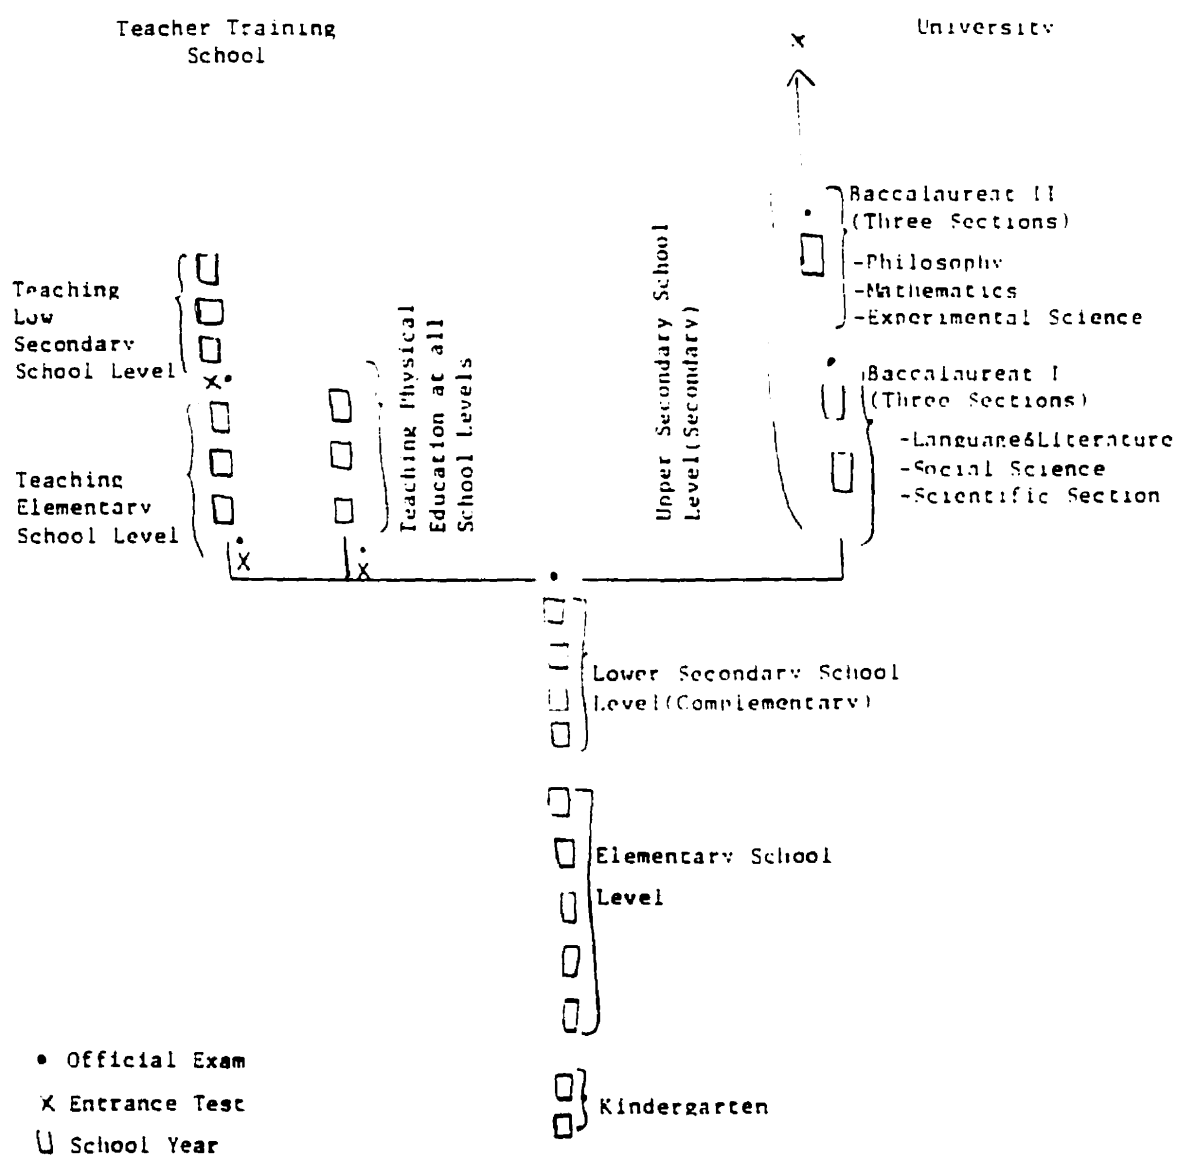 Teacher Training
School
University
x
Baccalaureat II
(Three Sections)
-Philosophy
-Mathematics
-Experimental Science
Teaching
Low
Secondary
School Level
x
Teaching Physical
Education at all
School Levels
Upper Secondary School
Level(Secondary)
Baccalaureat I
(Three Sections)
-Language&Literature
-Social Science
-Scientific Section
Teaching
Elementary
School Level
x
x
Lower Secondary School
Level(Complementary)
Elementary School
Level
• Official Exam
x Entrance Test
School Year
Kindergarten